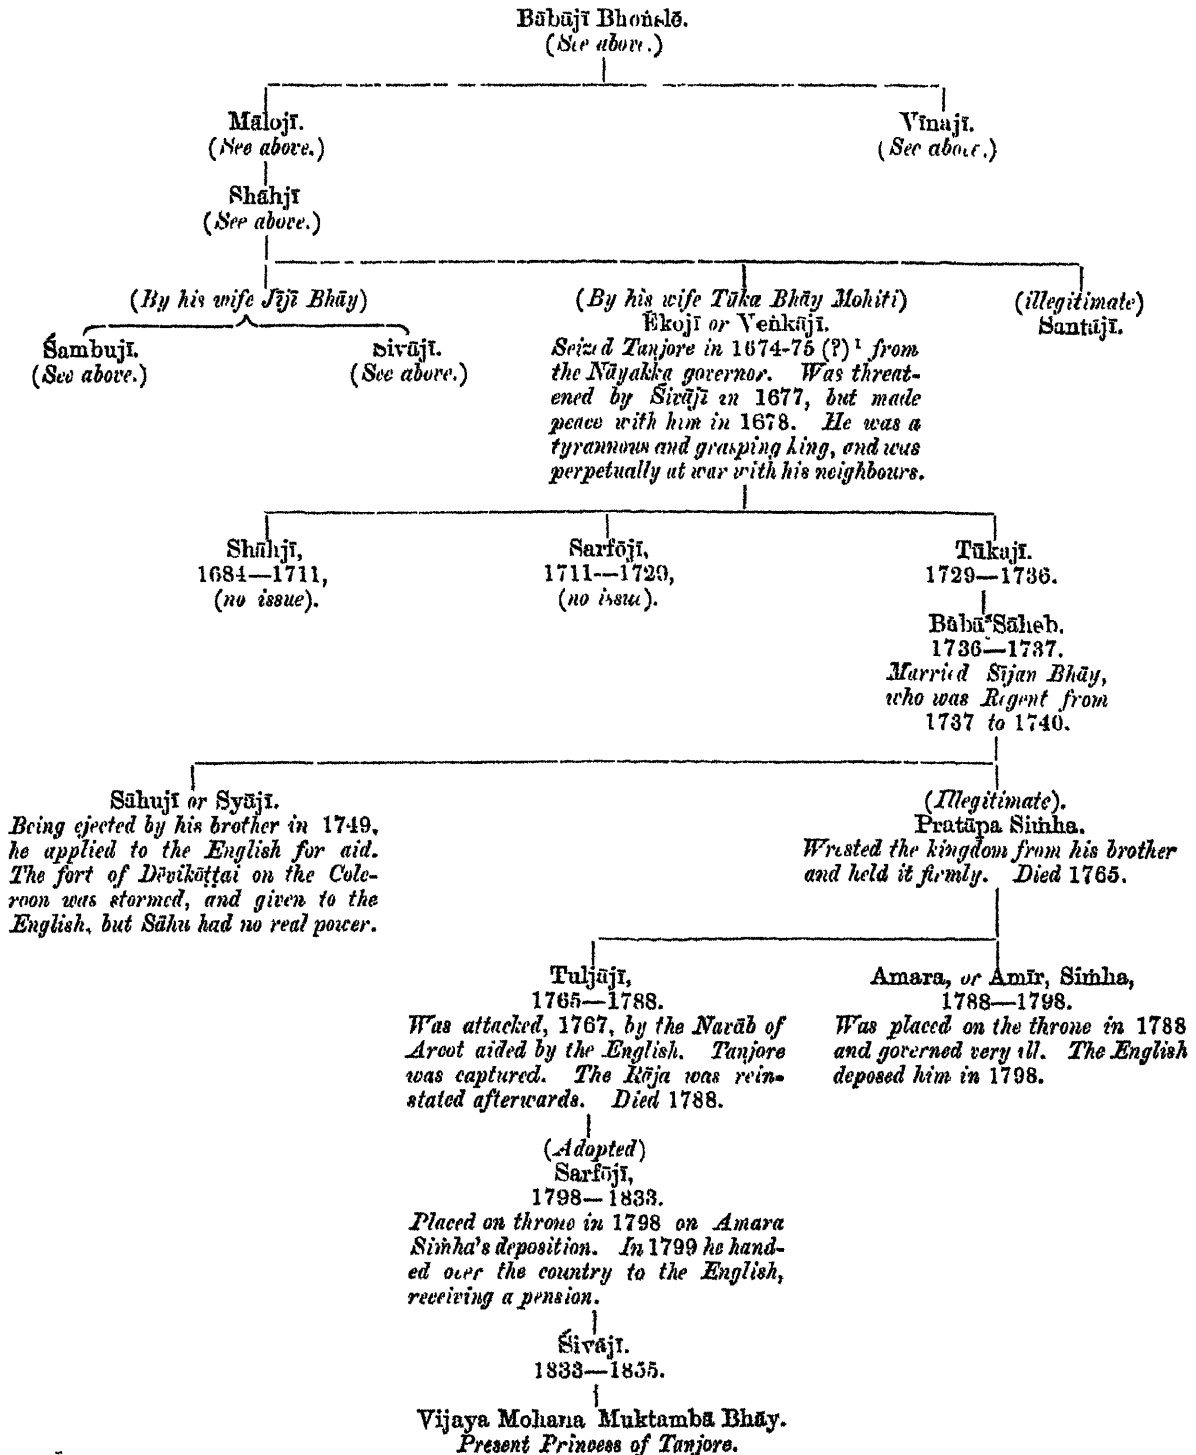 Bābājī Bhoṅslē.
(See above.)
Mālojī.
(See above.)
Vīnajī.
(See above.)
Shāhjī
(See above.)
(By his wife Jījī Bhāy)
Śambujī.
(See above.)
Sivājī.
(See above.)
(By his wife Tūka Bhāy Mohiti)
Ēkojī or Veṅkājī.
Seized Tanjore in 1674-75 (?)¹ from
the Nāyakka governor. Was threat-
ened by Śivājī in 1677, but made
peace with him in 1678. He was a
tyrannous and grasping king, and was
perpetually at war with his neighbours.
(illegitimate)
Santājī.
Shāhjī,
1684—1711,
(no issue).
Sarfōjī,
1711—1729,
(no issue).
Tūkajī.
1729—1736.
Bābā Sāheb.
1736—1737.
Married Sījan Bhāy,
who was Regent from
1737 to 1740.
Sāhujī or Syājī.
Being ejected by his brother in 1749,
he applied to the English for aid.
The fort of Dēvikōṭṭai on the Cole-
roon was stormed, and given to the
English, but Sāhu had no real power.
(Illegitimate).
Pratāpa Siṁha.
Wrested the kingdom from his brother
and held it firmly. Died 1765.
Tuljājī,
1765—1788.
Was attacked, 1767, by the Navāb of
Arcot aided by the English. Tanjore
was captured. The Rāja was rein-
stated afterwards. Died 1788.
Amara, or Amīr, Siṁha,
1788—1798.
Was placed on the throne in 1788
and governed very ill. The English
deposed him in 1798.
(Adopted)
Sarfōjī,
1798—1833.
Placed on throne in 1798 on Amara
Siṁha's deposition. In 1799 he hand-
ed over the country to the English,
receiving a pension.
Śivājī.
1833—1855.
Vijaya Mohana Muktambā Bhāy.
Present Princess of Tanjore.